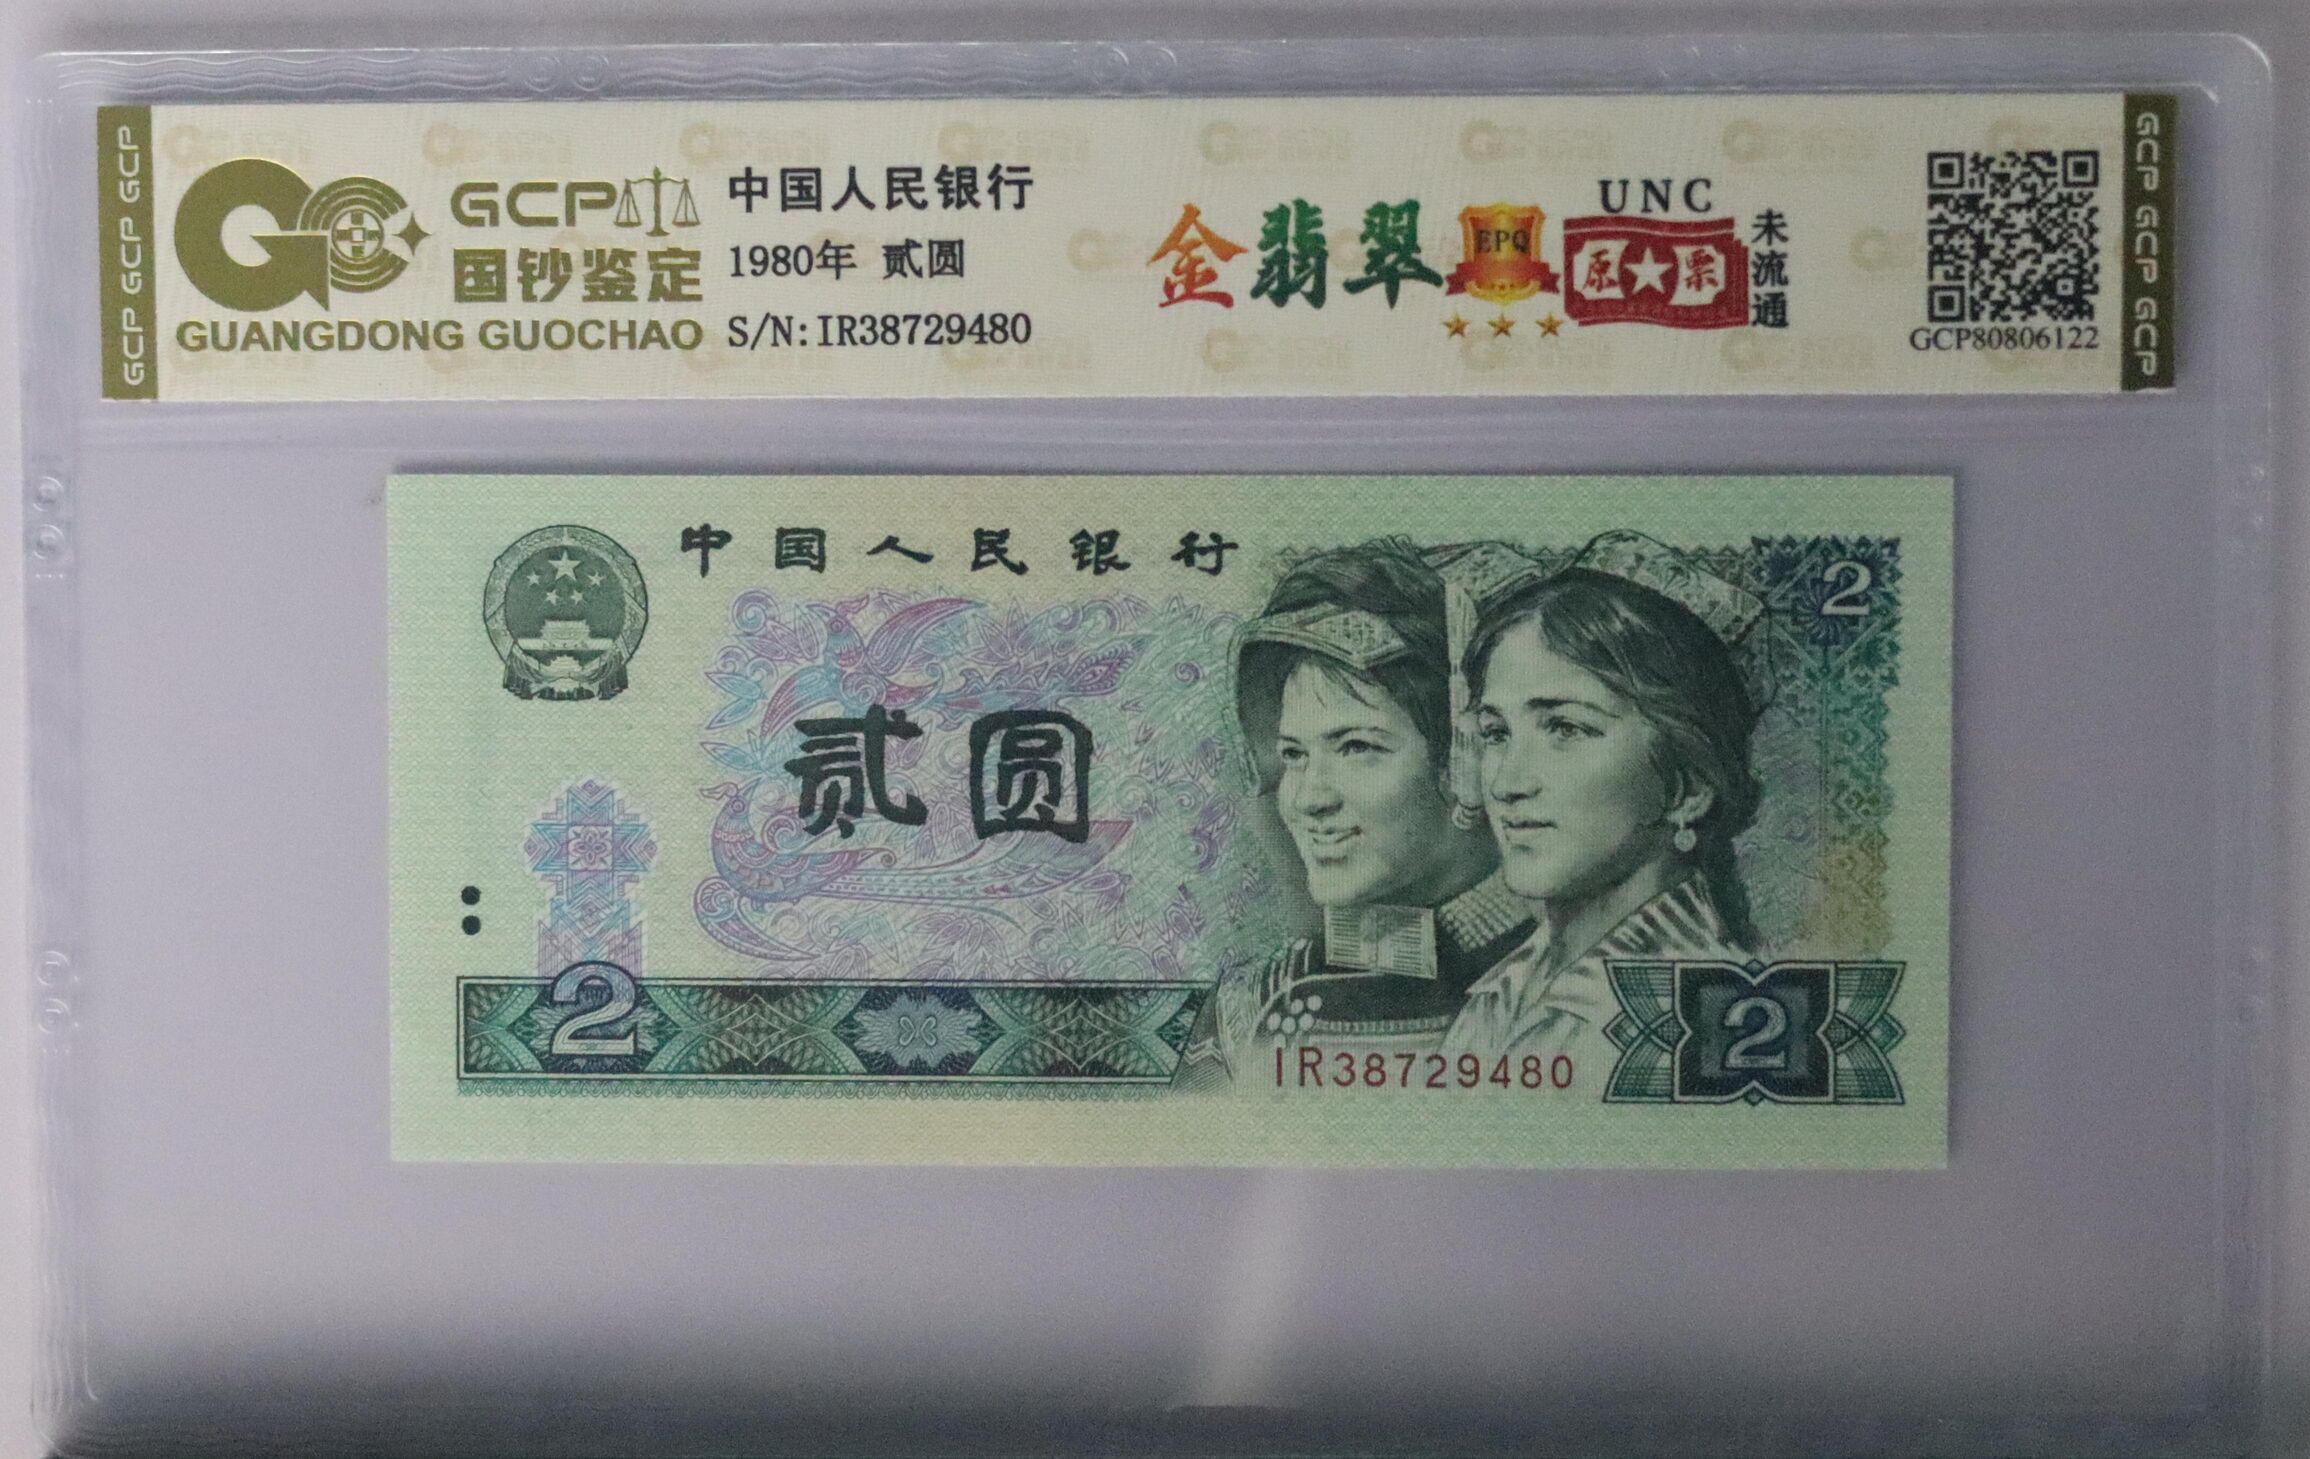 GCP GCP GCP
GCP
国钞鉴定
GUANGDONG GUOCHAO
中国人民银行
1980年 贰圆
S/N:IR38729480
金翡翠
EPQ
UNC
原★票
未流通
GCP80806122
GCP GCP GCP
中国人民银行
贰圆
2
2
2
IR38729480